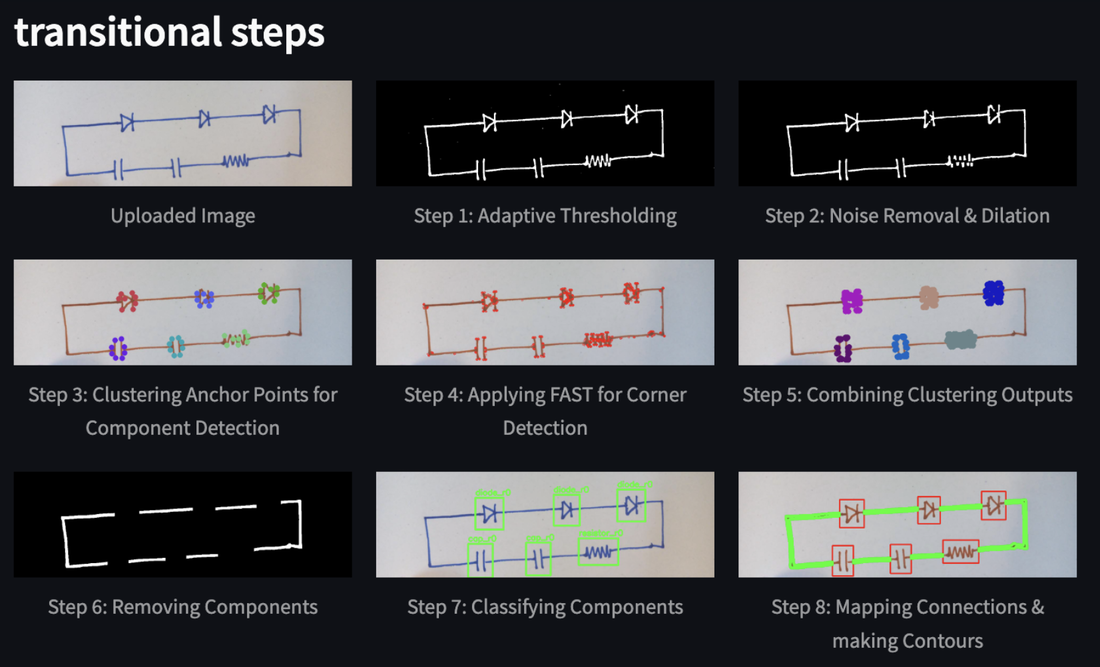 transitional steps
Uploaded Image
Step 1: Adaptive Thresholding
Step 2: Noise Removal & Dilation
Step 3: Clustering Anchor Points for
Component Detection
Step 4: Applying FAST for Corner
Detection
Step 5: Combining Clustering Outputs
Step 6: Removing Components
Step 7: Classifying Components
Step 8: Mapping Connections &
making Contours